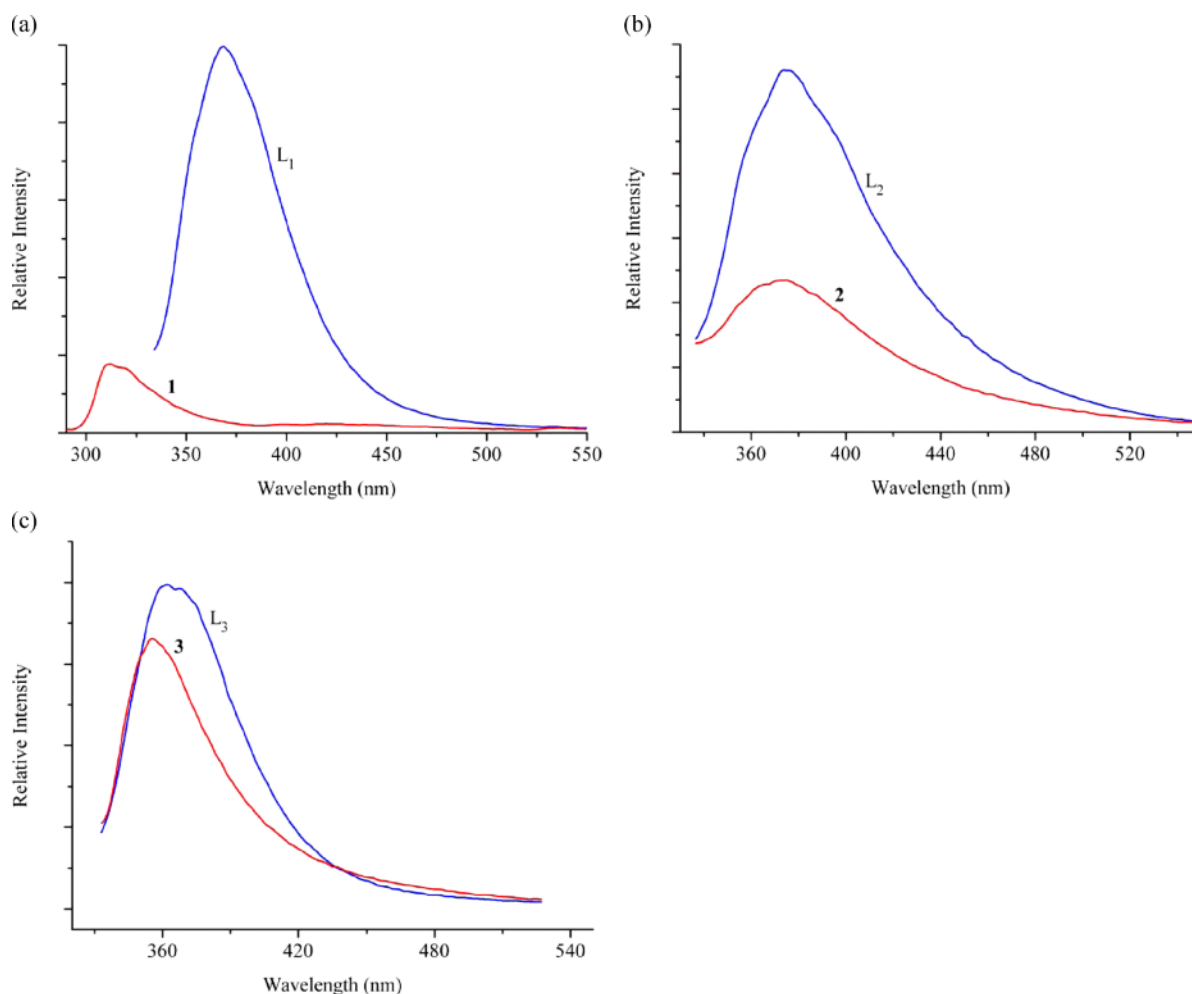 (a)
Relative Intensity
L1
1
300 350 400 450 500 550
Wavelength (nm)
(b)
Relative Intensity
L2
2
360 400 440 480 520
Wavelength (nm)
(c)
Relative Intensity
L3
3
360 420 480 540
Wavelength (nm)